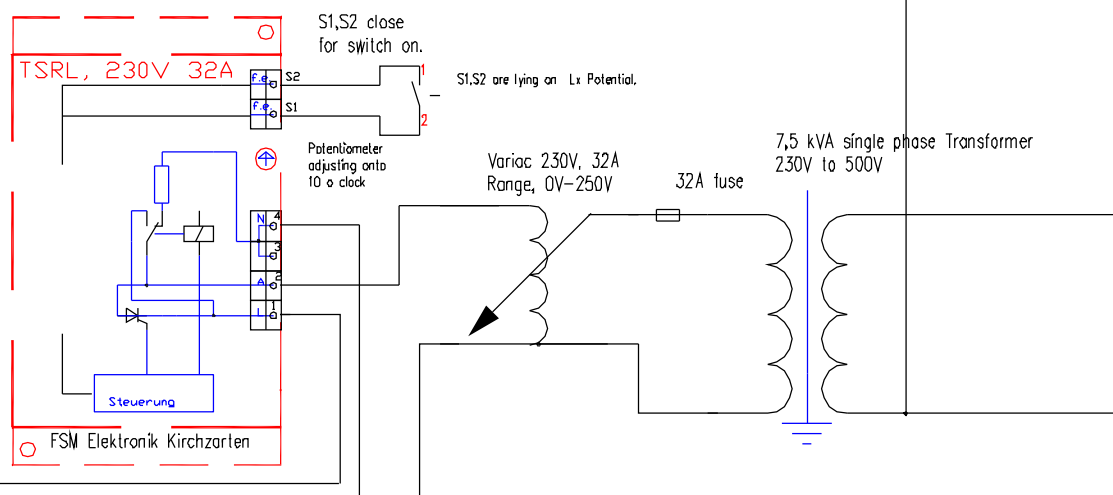 S1,S2 close
for switch on.
TSRL, 230V 32A
f.e. S2
f.e. S1
1
2
S1,S2 are lying on Lx Potential.
Potentiometer
adjusting onto
10 o clock
Variac 230V, 32A
Range, 0V-250V
32A fuse
7,5 kVA single phase Transformer
230V to 500V
N 4
3
A 2
L 1
Steuerung
FSM Elektronik Kirchzarten